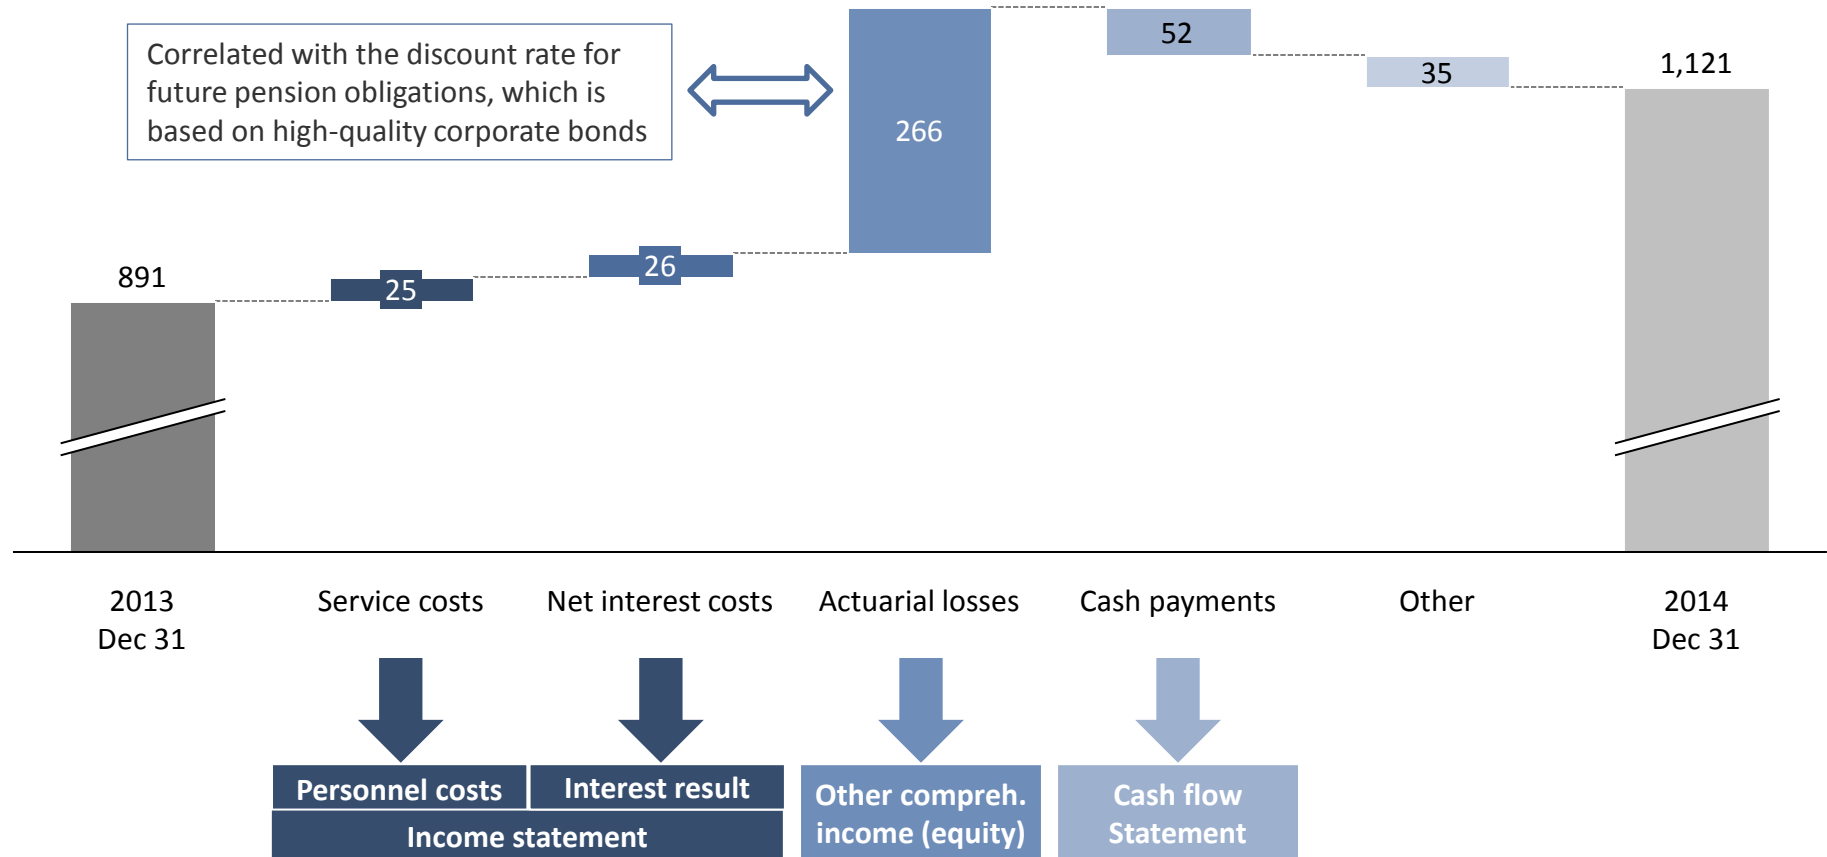 Correlated with the discount rate for
future pension obligations, which is
based on high-quality corporate bonds
891
25
26
266
52
35
1,121
2013
Dec 31
Service costs
Net interest costs
Actuarial losses
Cash payments
Other
2014
Dec 31
Personnel costs
Interest result
Income statement
Other compreh.
income (equity)
Cash flow
Statement